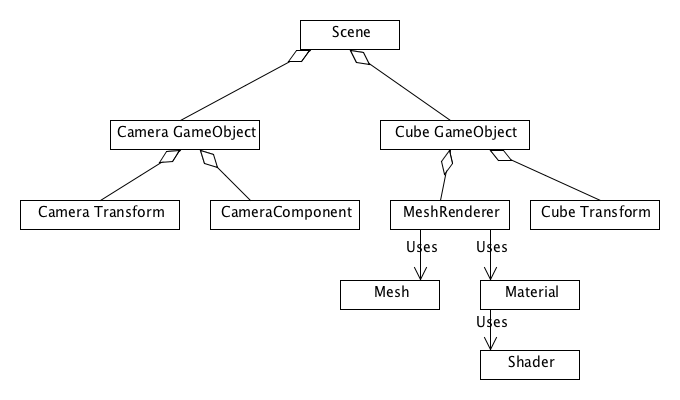 Scene
Camera GameObject
Cube GameObject
Camera Transform
CameraComponent
MeshRenderer
Cube Transform
Uses
Uses
Mesh
Material
Uses
Shader